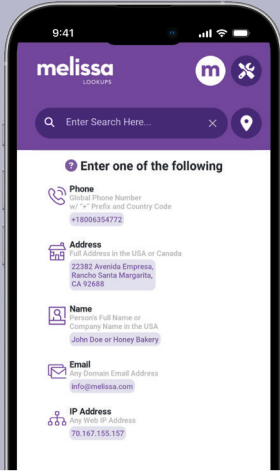 9:41
melissa
LOOKUPS
m
Enter Search Here...
? Enter one of the following
Phone
Global Phone Number
w/ "+" Prefix and Country Code
+18006354772
Address
Full Address in the USA or Canada
22382 Avenida Empresa,
Rancho Santa Margarita,
CA 92688
Name
Person's Full Name or
Company Name in the USA
John Doe or Honey Bakery
Email
Any Domain Email Address
info@melissa.com
IP Address
Any Web IP Address
70.167.155.157